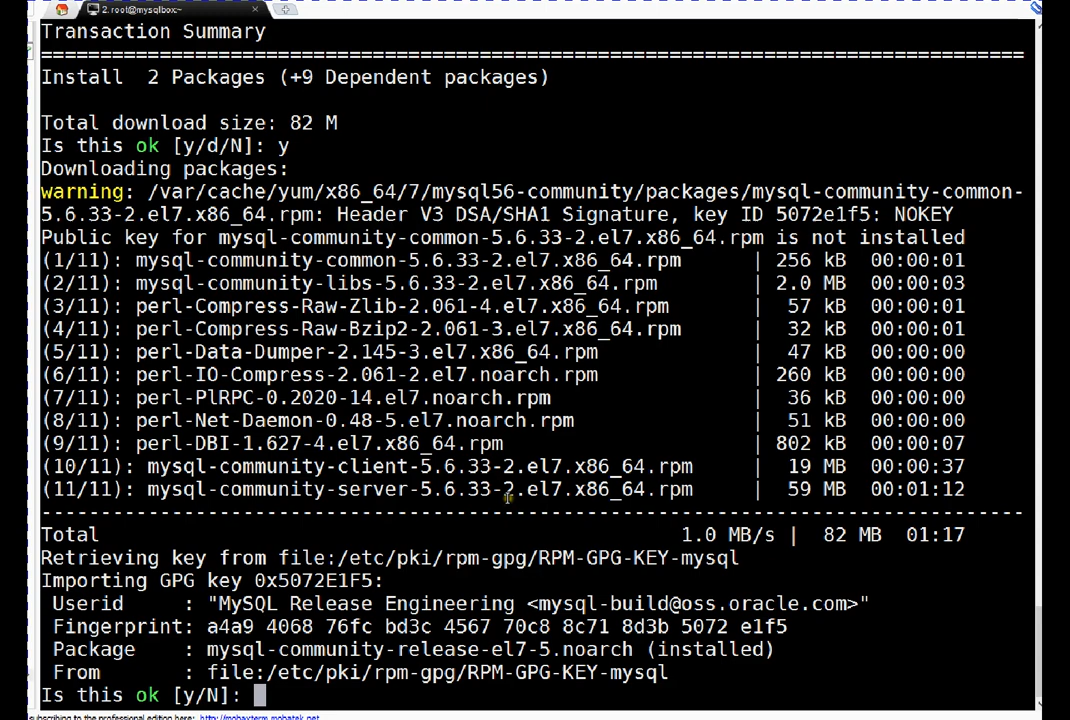 2. root@mysqlbox:~
Transaction Summary
================================================================================
Install  2 Packages (+9 Dependent packages)
Total download size: 82 M
Is this ok [y/d/N]: y
Downloading packages:
warning: /var/cache/yum/x86_64/7/mysql56-community/packages/mysql-community-common-
5.6.33-2.el7.x86_64.rpm: Header V3 DSA/SHA1 Signature, key ID 5072e1f5: NOKEY
Public key for mysql-community-common-5.6.33-2.el7.x86_64.rpm is not installed
(1/11): mysql-community-common-5.6.33-2.el7.x86_64.rpm | 256 kB 00:00:01
(2/11): mysql-community-libs-5.6.33-2.el7.x86_64.rpm | 2.0 MB 00:00:03
(3/11): perl-Compress-Raw-Zlib-2.061-4.el7.x86_64.rpm | 57 kB 00:00:01
(4/11): perl-Compress-Raw-Bzip2-2.061-3.el7.x86_64.rpm | 32 kB 00:00:01
(5/11): perl-Data-Dumper-2.145-3.el7.x86_64.rpm | 47 kB 00:00:00
(6/11): perl-IO-Compress-2.061-2.el7.noarch.rpm | 260 kB 00:00:00
(7/11): perl-PlRPC-0.2020-14.el7.noarch.rpm | 36 kB 00:00:00
(8/11): perl-Net-Daemon-0.48-5.el7.noarch.rpm | 51 kB 00:00:00
(9/11): perl-DBI-1.627-4.el7.x86_64.rpm | 802 kB 00:00:07
(10/11): mysql-community-client-5.6.33-2.el7.x86_64.rpm | 19 MB 00:00:37
(11/11): mysql-community-server-5.6.33-2.el7.x86_64.rpm | 59 MB 00:01:12
--------------------------------------------------------------------------------
Total 1.0 MB/s | 82 MB 01:17
Retrieving key from file:/etc/pki/rpm-gpg/RPM-GPG-KEY-mysql
Importing GPG key 0x5072E1F5:
Userid     : "MySQL Release Engineering <mysql-build@oss.oracle.com>"
Fingerprint: a4a9 4068 76fc bd3c 4567 70c8 8c71 8d3b 5072 e1f5
Package    : mysql-community-release-el7-5.noarch (installed)
From       : file:/etc/pki/rpm-gpg/RPM-GPG-KEY-mysql
Is this ok [y/N]:
subscribing to the professional edition here: http://mobaxterm.mobatek.net